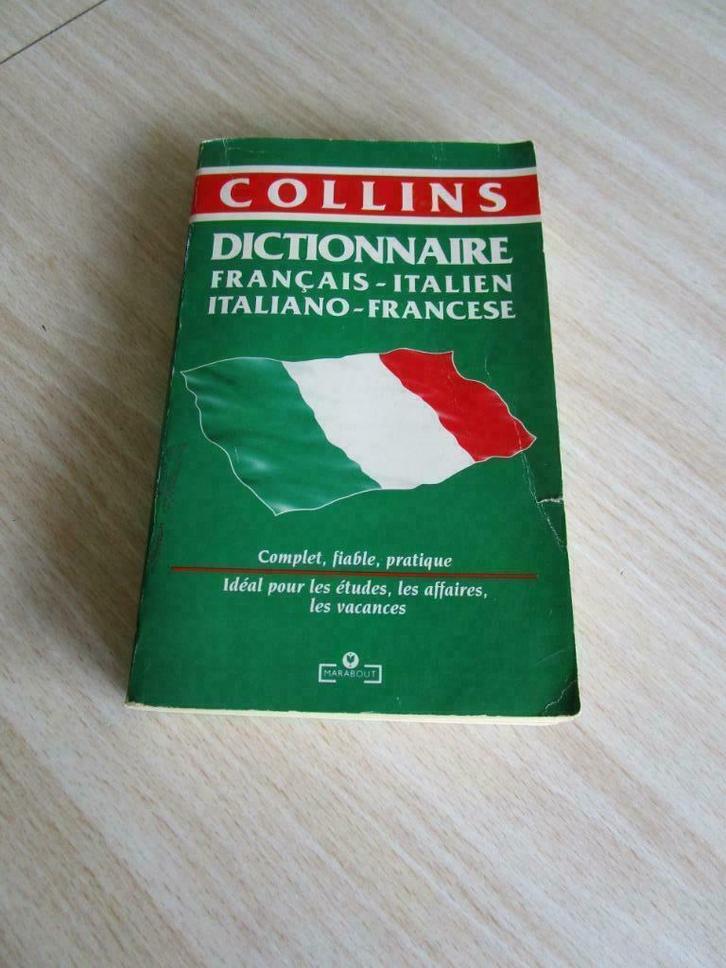 COLLINS
DICTIONNAIRE
FRANÇAIS - ITALIEN
ITALIANO - FRANCESE
Complet, fiable, pratique
Idéal pour les études, les affaires,
les vacances
MARABOUT